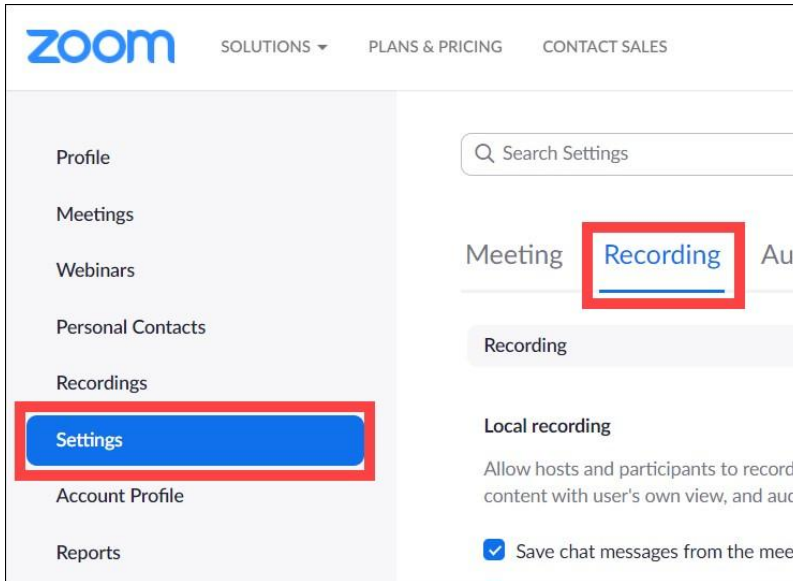 zoom SOLUTIONS PLANS & PRICING CONTACT SALES
Profile
Meetings
Webinars
Personal Contacts
Recordings
Settings
Account Profile
Reports
Search Settings
Meeting Recording Au
Recording
Local recording
Allow hosts and participants to record
content with user's own view, and aud
Save chat messages from the mee